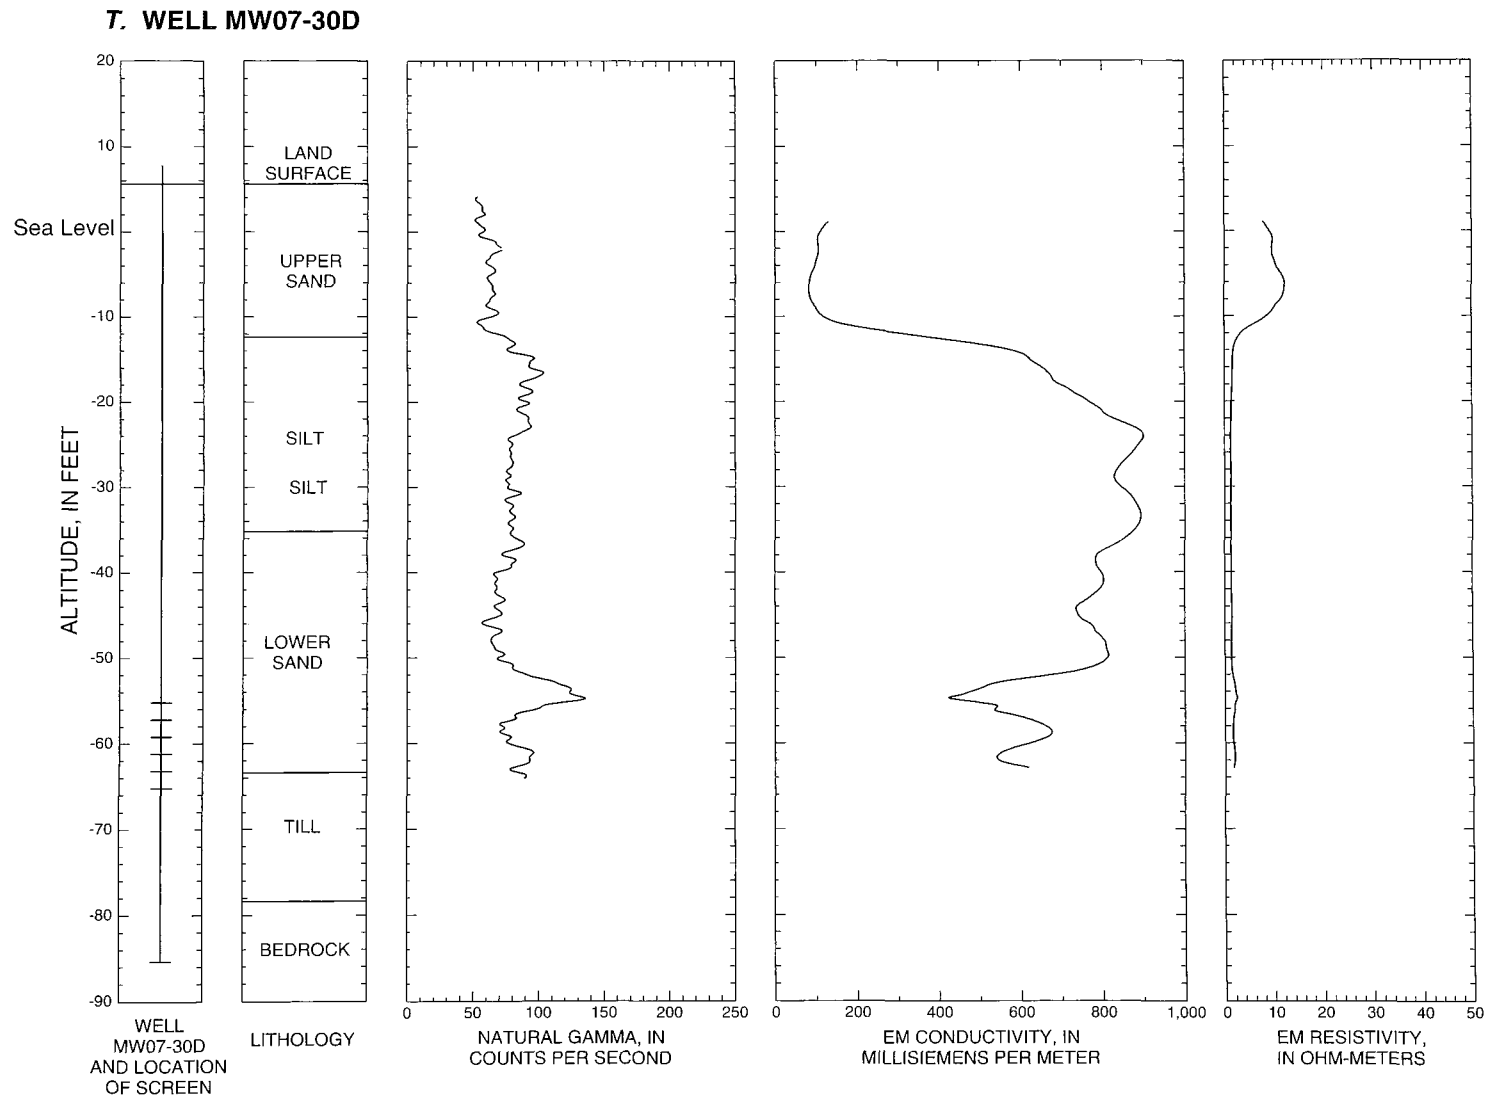 T. WELL MW07-30D
20
10
Sea Level
-10
-20
-30
-40
-50
-60
-70
-80
-90
ALTITUDE, IN FEET
LAND
SURFACE
UPPER
SAND
SILT
SILT
LOWER
SAND
TILL
BEDROCK
0 50 100 150 200 250
0 200 400 600 800 1,000
0 10 20 30 40 50
WELL
MW07-30D
AND LOCATION
OF SCREEN
LITHOLOGY
NATURAL GAMMA, IN
COUNTS PER SECOND
EM CONDUCTIVITY, IN
MILLISIEMENS PER METER
EM RESISTIVITY,
IN OHM-METERS